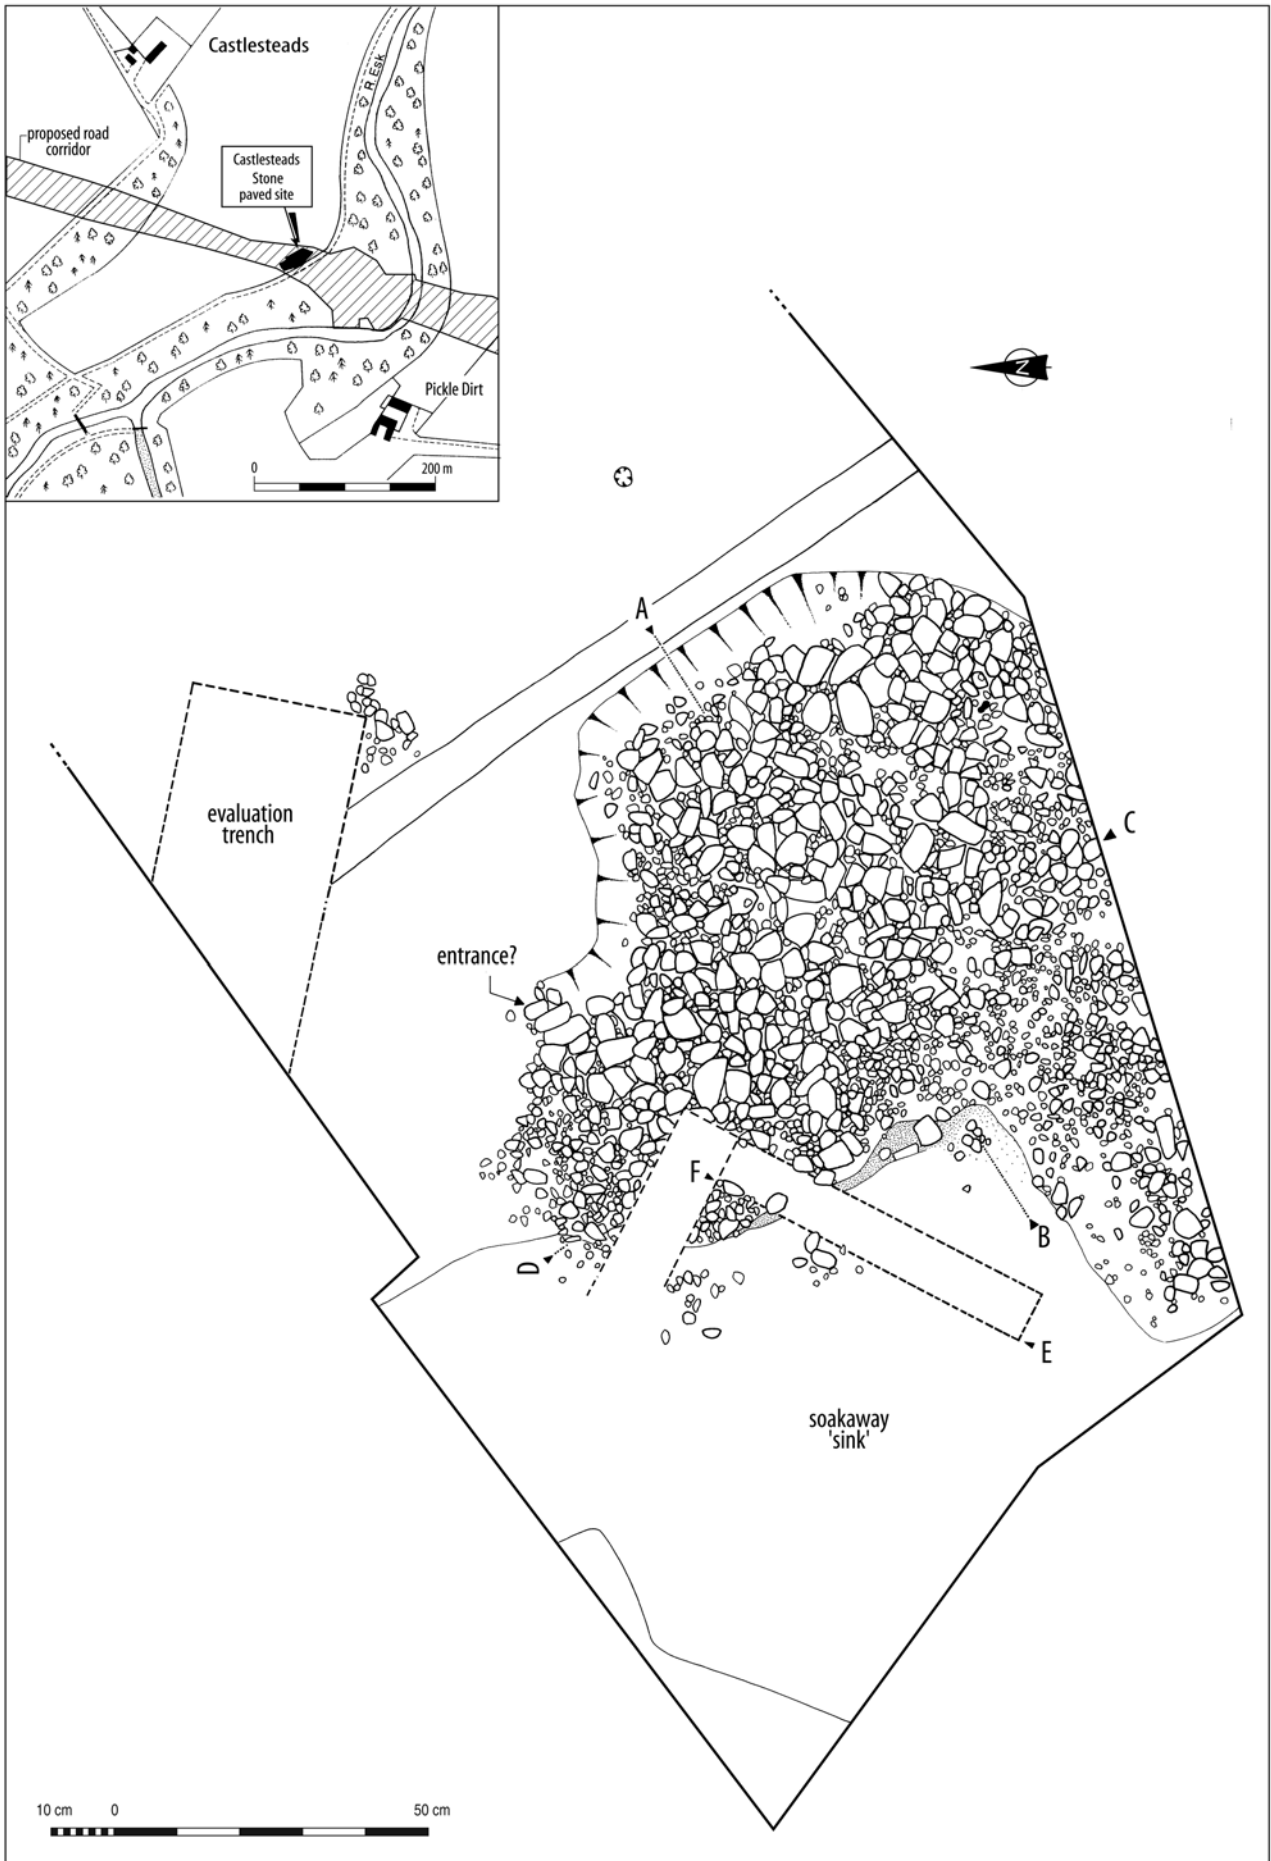 Castlesteads
R. Esk
proposed road
corridor
Castlesteads
Stone
paved site
Pickle Dirt
0
200 m
N
A
evaluation
trench
C
entrance?
F
B
D
E
soakaway
'sink'
10 cm
0
50 cm